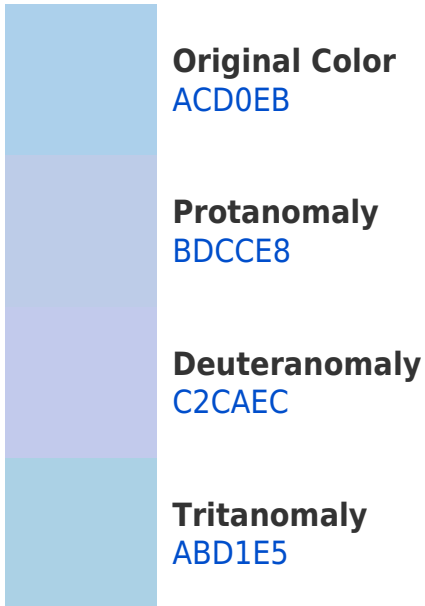 Original Color
ACD0EB
Protanomaly
BDCCE8
Deuteranomaly
C2CAEC
Tritanomaly
ABD1E5